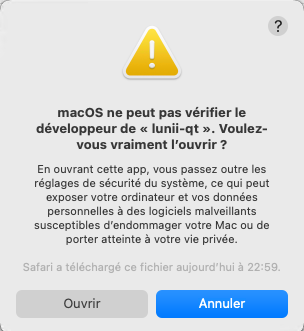 ?
macOS ne peut pas vérifier le
développeur de « lunii-qt ». Voulez-
vous vraiment l'ouvrir ?
En ouvrant cette app, vous passez outre les
réglages de sécurité du système, ce qui peut
exposer votre ordinateur et vos données
personnelles à des logiciels malveillants
susceptibles d'endommager votre Mac ou de
porter atteinte à votre vie privée.
Safari a téléchargé ce fichier aujourd'hui à 22:59.
Ouvrir
Annuler